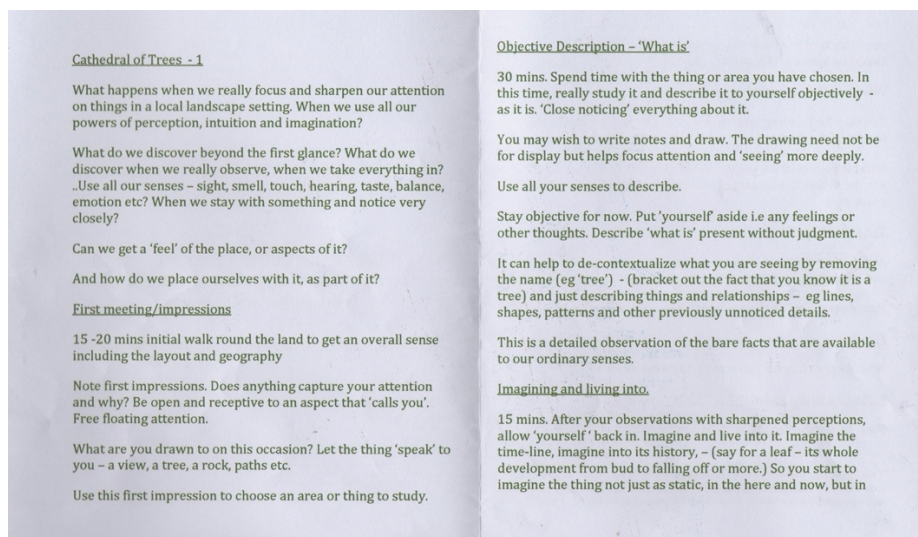 Cathedral of Trees - 1
What happens when we really focus and sharpen our attention
on things in a local landscape setting. When we use all our
powers of perception, intuition and imagination?
What do we discover beyond the first glance? What do we
discover when we really observe, when we take everything in?
..Use all our senses – sight, smell, touch, hearing, taste, balance,
emotion etc? When we stay with something and notice very
closely?
Can we get a ‘feel’ of the place, or aspects of it?
And how do we place ourselves with it, as part of it?
First meeting/impressions
15 -20 mins initial walk round the land to get an overall sense
including the layout and geography
Note first impressions. Does anything capture your attention
and why? Be open and receptive to an aspect that ‘calls you’.
Free floating attention.
What are you drawn to on this occasion? Let the thing ‘speak’ to
you – a view, a tree, a rock, paths etc.
Use this first impression to choose an area or thing to study.
Objective Description – ‘What is’
30 mins. Spend time with the thing or area you have chosen. In
this time, really study it and describe it to yourself objectively -
as it is. ‘Close noticing’ everything about it.
You may wish to write notes and draw. The drawing need not be
for display but helps focus attention and ‘seeing’ more deeply.
Use all your senses to describe.
Stay objective for now. Put ‘yourself’ aside i.e any feelings or
other thoughts. Describe ‘what is’ present without judgment.
It can help to de-contextualize what you are seeing by removing
the name (eg ‘tree’) - (bracket out the fact that you know it is a
tree) and just describing things and relationships – eg lines,
shapes, patterns and other previously unnoticed details.
This is a detailed observation of the bare facts that are available
to our ordinary senses.
Imagining and living into.
15 mins. After your observations with sharpened perceptions,
allow ‘yourself ’ back in. Imagine and live into it. Imagine the
time-line, imagine into its history, – (say for a leaf – its whole
development from bud to falling off or more.) So you start to
imagine the thing not just as static, in the here and now, but in